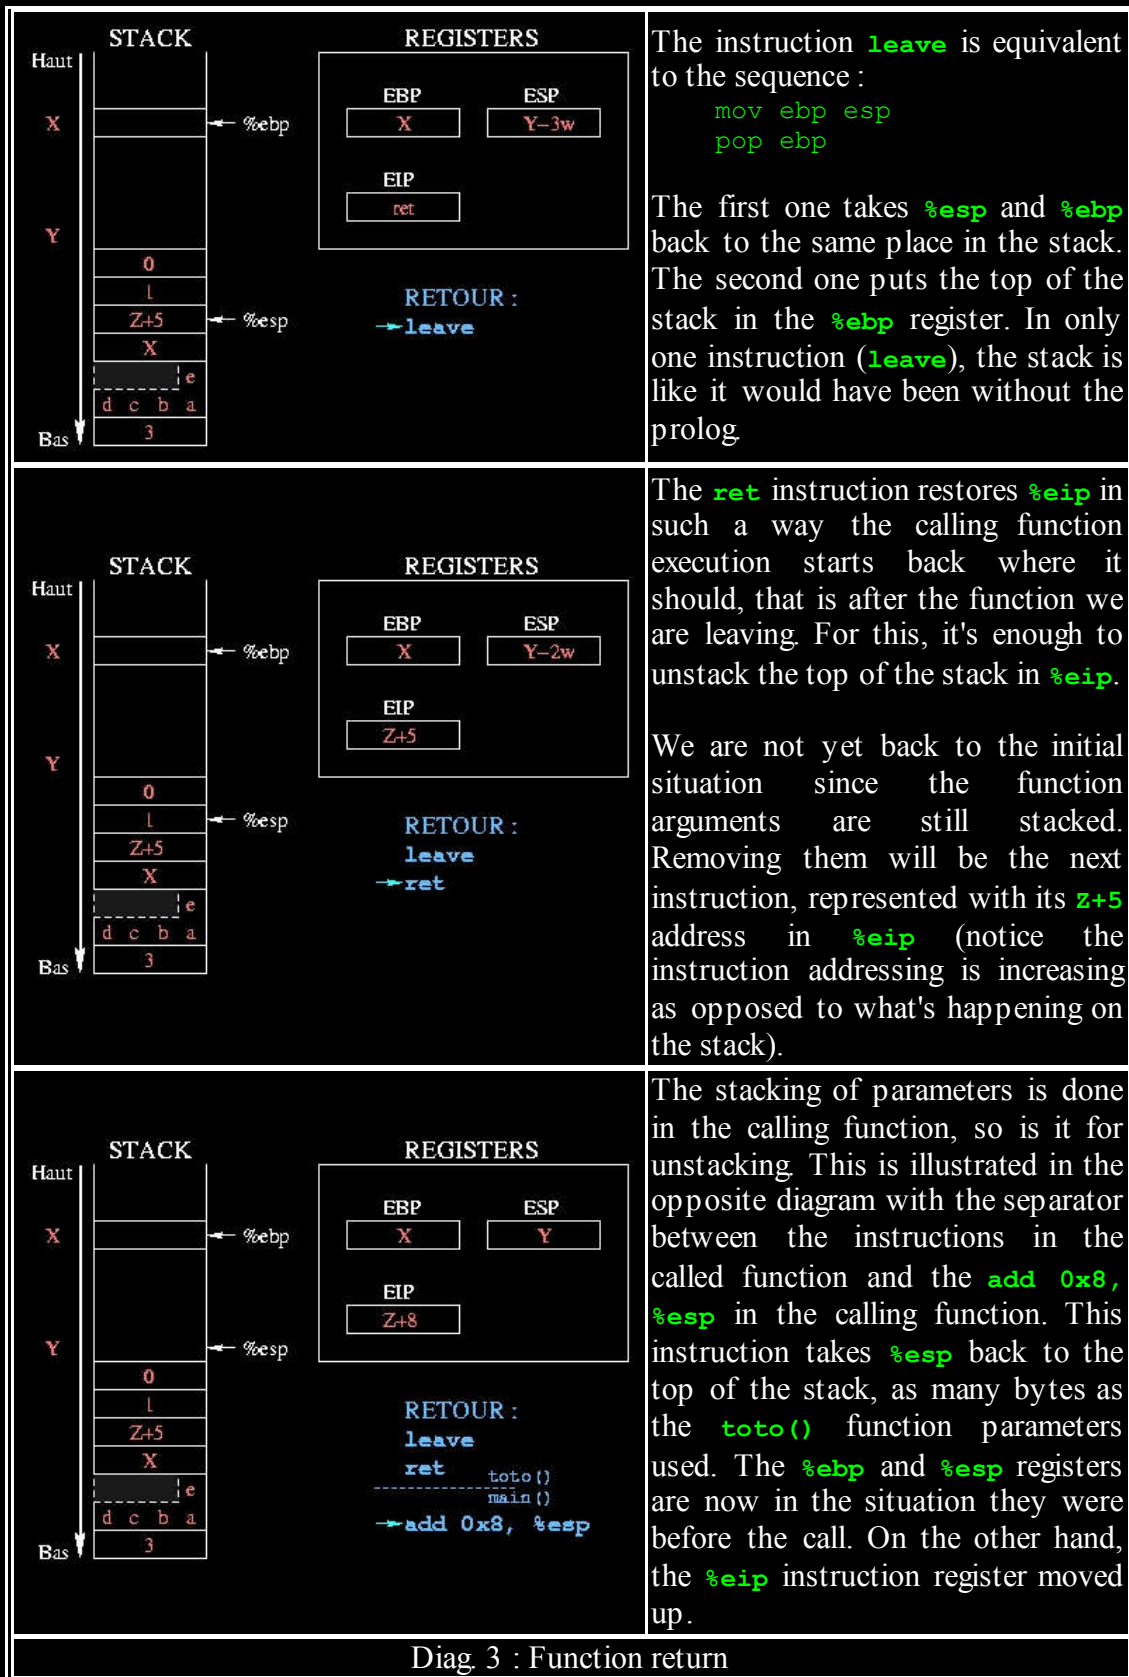 STACK
REGISTERS
Haut
EBP
ESP
X
%ebp
X
Y-3w
EIP
ret
Y
0
1
RETOUR :
Z+5
%esp
leave
X
e
d c b a
Bas
3
The instruction leave is equivalent
to the sequence :
mov ebp esp
pop ebp
The first one takes %esp and %ebp
back to the same place in the stack.
The second one puts the top of the
stack in the %ebp register. In only
one instruction (leave), the stack is
like it would have been without the
prolog.
STACK
REGISTERS
Haut
EBP
ESP
X
%ebp
X
Y-2w
EIP
Z+5
Y
0
1
%esp
RETOUR :
Z+5
leave
X
ret
e
d c b a
Bas
3
The ret instruction restores %eip in
such a way the calling function
execution starts back where it
should, that is after the function we
are leaving. For this, it's enough to
unstack the top of the stack in %eip.
We are not yet back to the initial
situation since the function
arguments are still stacked.
Removing them will be the next
instruction, represented with its Z+5
address in %eip (notice the
instruction addressing is increasing
as opposed to what's happening on
the stack).
STACK
REGISTERS
Haut
EBP
ESP
X
%ebp
X
Y
EIP
Z+8
Y
%esp
0
1
RETOUR :
Z+5
leave
X
ret
toto()
e
main()
d c b a
add 0x8, %esp
Bas
3
The stacking of parameters is done
in the calling function, so is it for
unstacking. This is illustrated in the
opposite diagram with the separator
between the instructions in the
called function and the add 0x8,
%esp in the calling function. This
instruction takes %esp back to the
top of the stack, as many bytes as
the toto() function parameters
used. The %ebp and %esp registers
are now in the situation they were
before the call. On the other hand,
the %eip instruction register moved
up.
Diag. 3 : Function return